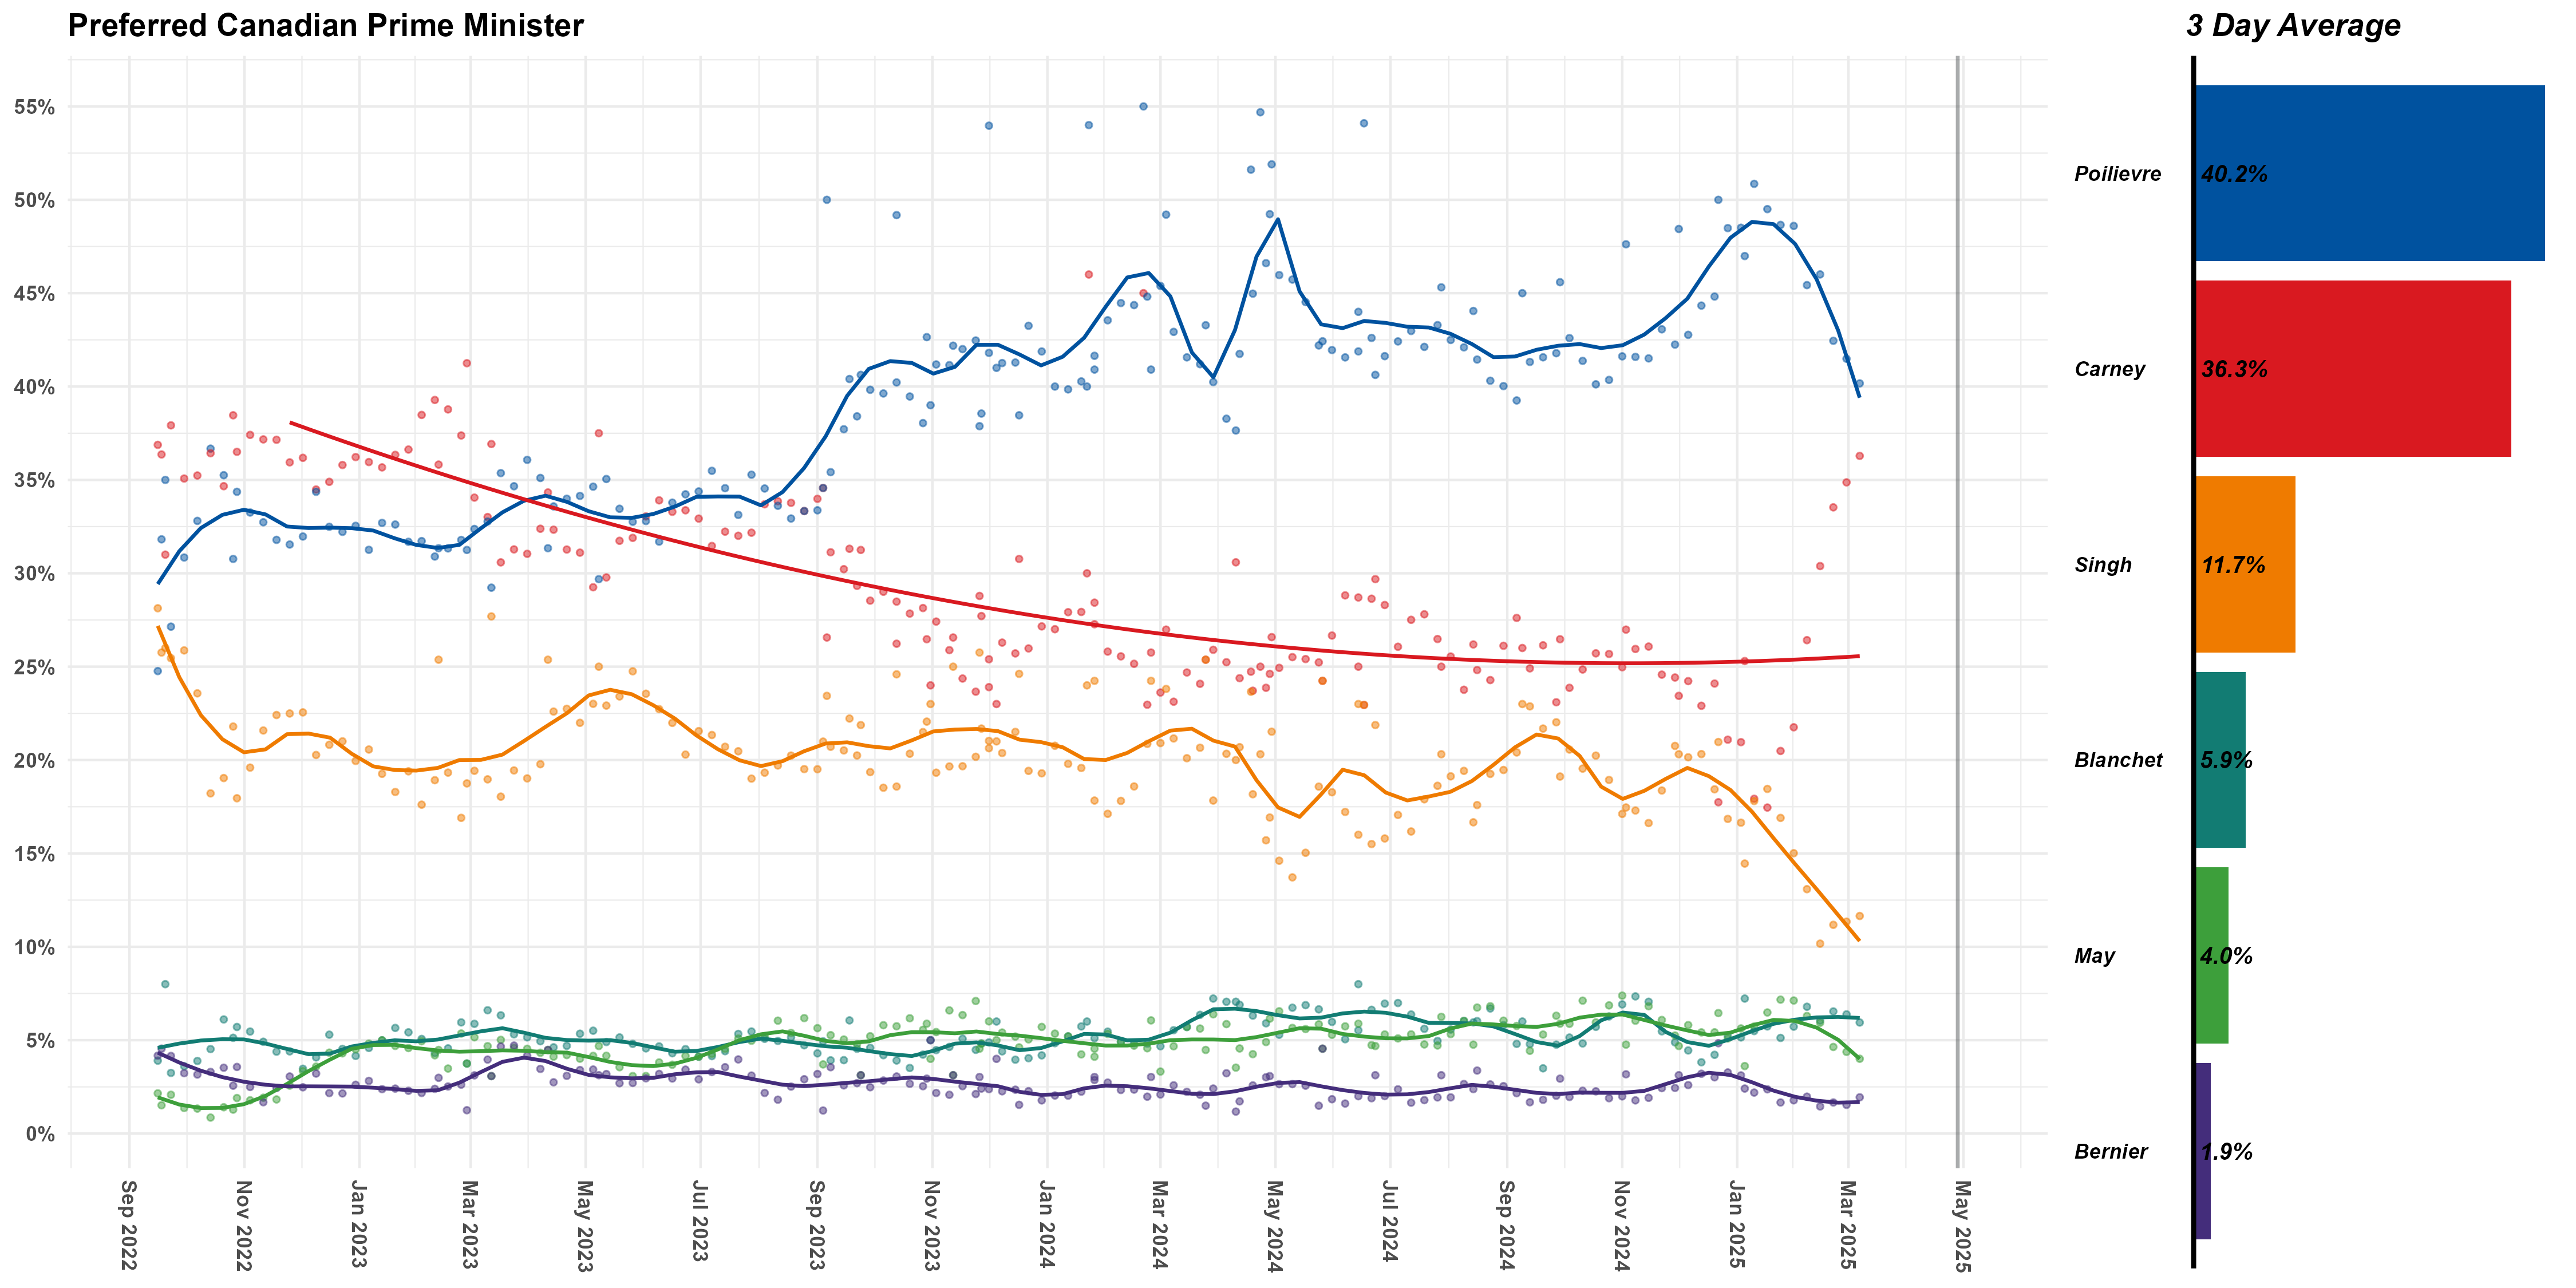 Preferred Canadian Prime Minister
3 Day Average
55%
50%
45%
40%
35%
30%
25%
20%
15%
10%
5%
0%
Sep 2022
Nov 2022
Jan 2023
Mar 2023
May 2023
Jul 2023
Sep 2023
Nov 2023
Jan 2024
Mar 2024
May 2024
Jul 2024
Sep 2024
Nov 2024
Jan 2025
Mar 2025
May 2025
Poilievre 40.2%
Carney 36.3%
Singh 11.7%
Blanchet 5.9%
May 4.0%
Bernier 1.9%